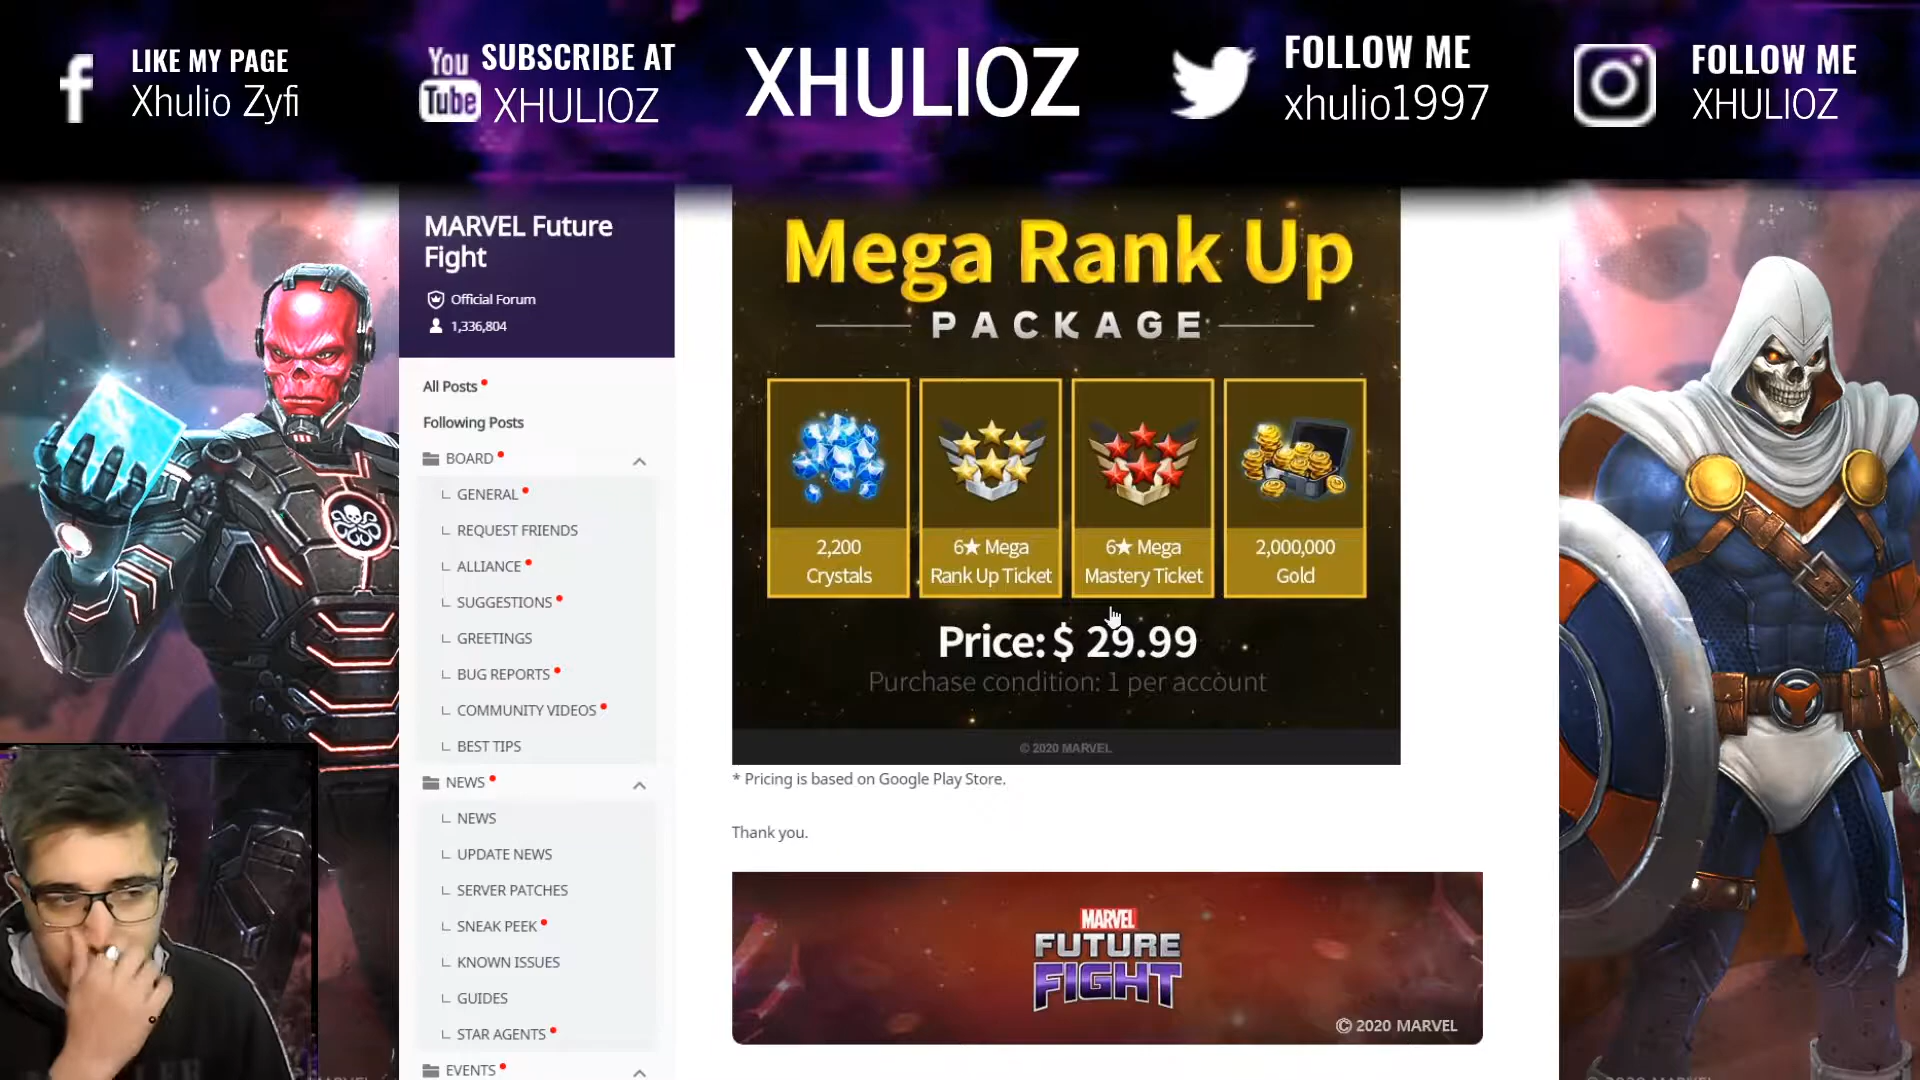 LIKE MY PAGE
Xhulio Zyfi
You
Tube
SUBSCRIBE AT
XHULIOZ
XHULIOZ
FOLLOW ME
xhulio1997
FOLLOW ME
XHULIOZ
MARVEL Future
Fight
Official Forum
1,336,804
All Posts
Following Posts
BOARD
GENERAL
REQUEST FRIENDS
ALLIANCE
SUGGESTIONS
GREETINGS
BUG REPORTS
COMMUNITY VIDEOS
BEST TIPS
NEWS
NEWS
UPDATE NEWS
SERVER PATCHES
SNEAK PEEK
KNOWN ISSUES
GUIDES
STAR AGENTS
EVENTS
Mega Rank Up
PACKAGE
2,200
Crystals
6★ Mega
Rank Up Ticket
6★ Mega
Mastery Ticket
2,000,000
Gold
Price: $ 29.99
Purchase condition: 1 per account
© 2020 MARVEL
* Pricing is based on Google Play Store.
Thank you.
MARVEL
FUTURE
FIGHT
© 2020 MARVEL